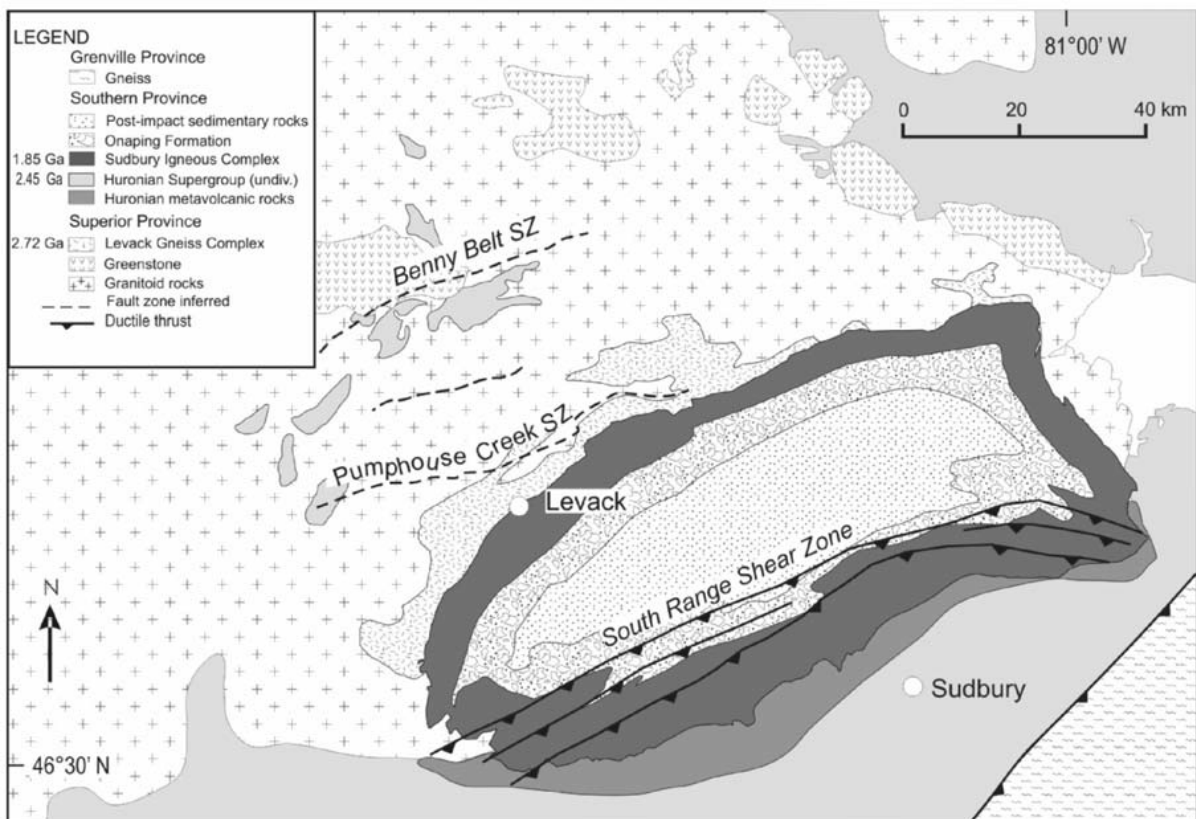 LEGEND
Grenville Province
Gneiss
Southern Province
Post-impact sedimentary rocks
Onaping Formation
1.85 Ga Sudbury Igneous Complex
2.45 Ga Huronian Supergroup (undiv.)
Huronian metavolcanic rocks
Superior Province
2.72 Ga Levack Gneiss Complex
Greenstone
Granitoid rocks
Fault zone inferred
Ductile thrust
81°00' W
0 20 40 km
Benny Belt SZ
Pumphouse Creek SZ
Levack
South Range Shear Zone
N
Sudbury
46°30' N